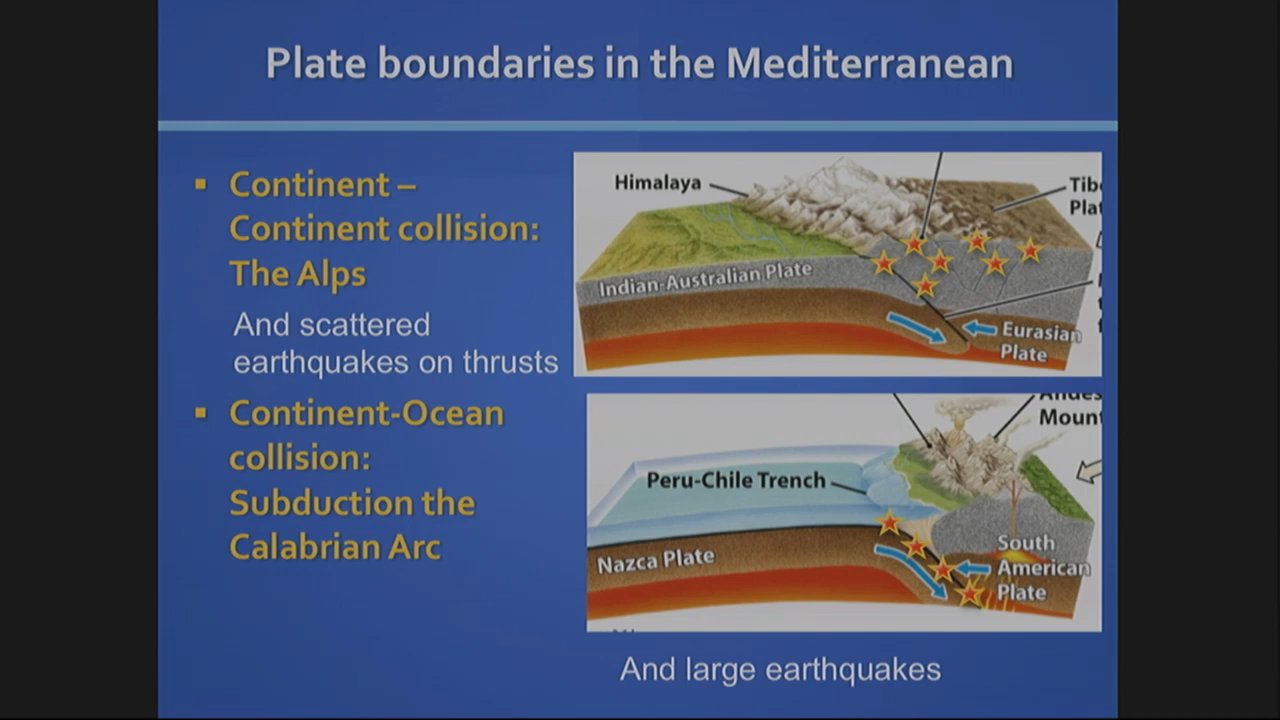 Plate boundaries in the Mediterranean
▪ Continent –
Continent collision:
The Alps
And scattered
earthquakes on thrusts
▪ Continent-Ocean
collision:
Subduction the
Calabrian Arc
Himalaya
Indian-Australian Plate
Eurasian
Plate
Peru-Chile Trench
Nazca Plate
South
American
Plate
And large earthquakes